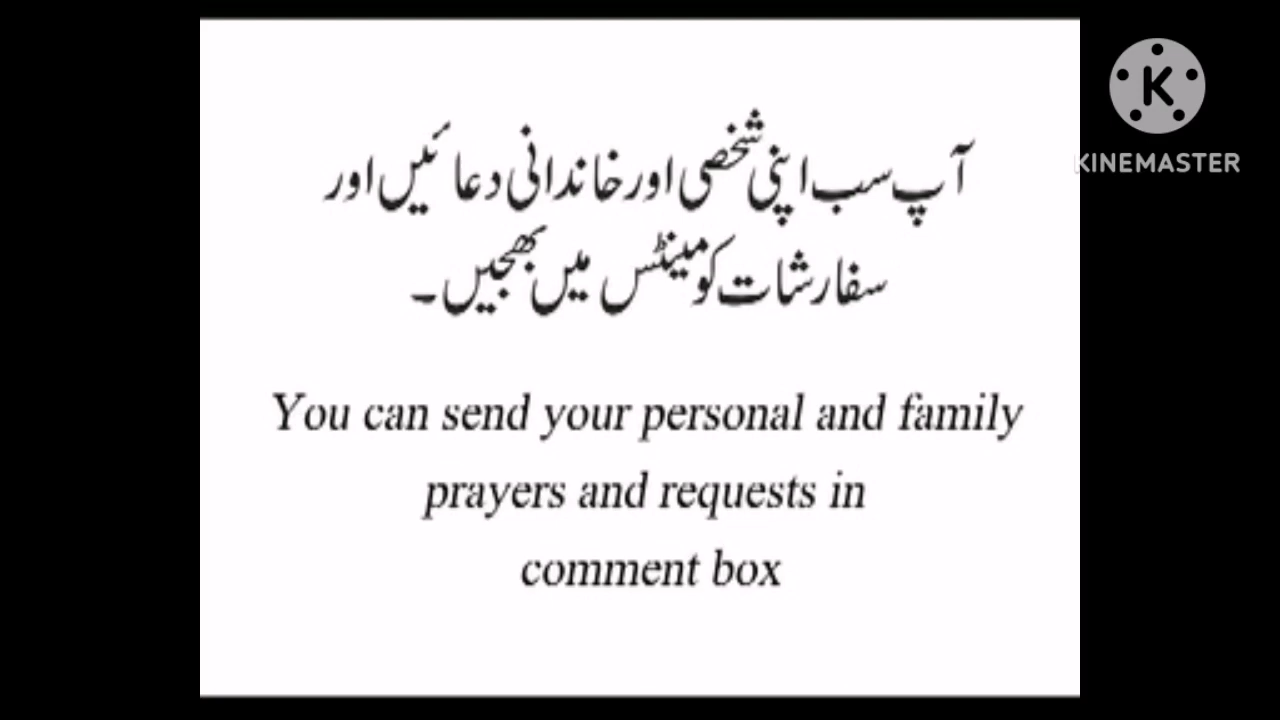 آپ سب اپنی شخصی اور خاندانی دعائیں اور
سفارشات کومینٹس میں بھجیں۔
You can send your personal and family
prayers and requests in
comment box
K
KINEMASTER